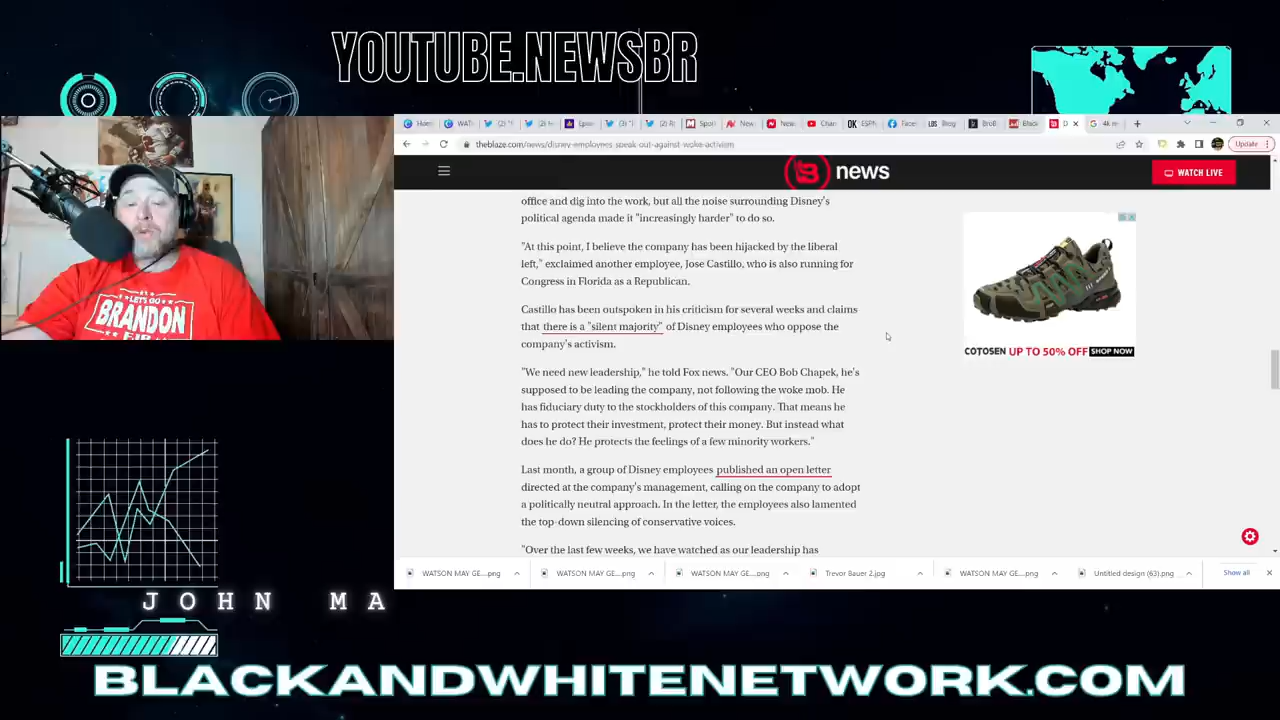 YOUTUBE.NEWSBR
theblaze.com/news/disney-employees-speak-out-against-woke-activism
Update
news
WATCH LIVE
office and dig into the work, but all the noise surrounding Disney's
political agenda made it "increasingly harder" to do so.
"At this point, I believe the company has been hijacked by the liberal
left," exclaimed another employee, Jose Castillo, who is also running for
Congress in Florida as a Republican.
Castillo has been outspoken in his criticism for several weeks and claims
that there is a "silent majority" of Disney employees who oppose the
company's activism.
"We need new leadership," he told Fox news. "Our CEO Bob Chapek, he's
supposed to be leading the company, not following the woke mob. He
has fiduciary duty to the stockholders of this company. That means he
has to protect their investment, protect their money. But instead what
does he do? He protects the feelings of a few minority workers."
Last month, a group of Disney employees published an open letter
directed at the company's management, calling on the company to adopt
a politically neutral approach. In the letter, the employees also lamented
the top-down silencing of conservative voices.
"Over the last few weeks, we have watched as our leadership has
COTOSEN UP TO 50% OFF SHOP NOW
LET'S GO
BRANDON
WATSON MAY GE....png
WATSON MAY GE....png
WATSON MAY GE....png
Trevor Bauer 2.jpg
WATSON MAY GE....png
Untitled design (63).png
Show all
JOHN MA
BLACKANDWHITENETWORK.COM